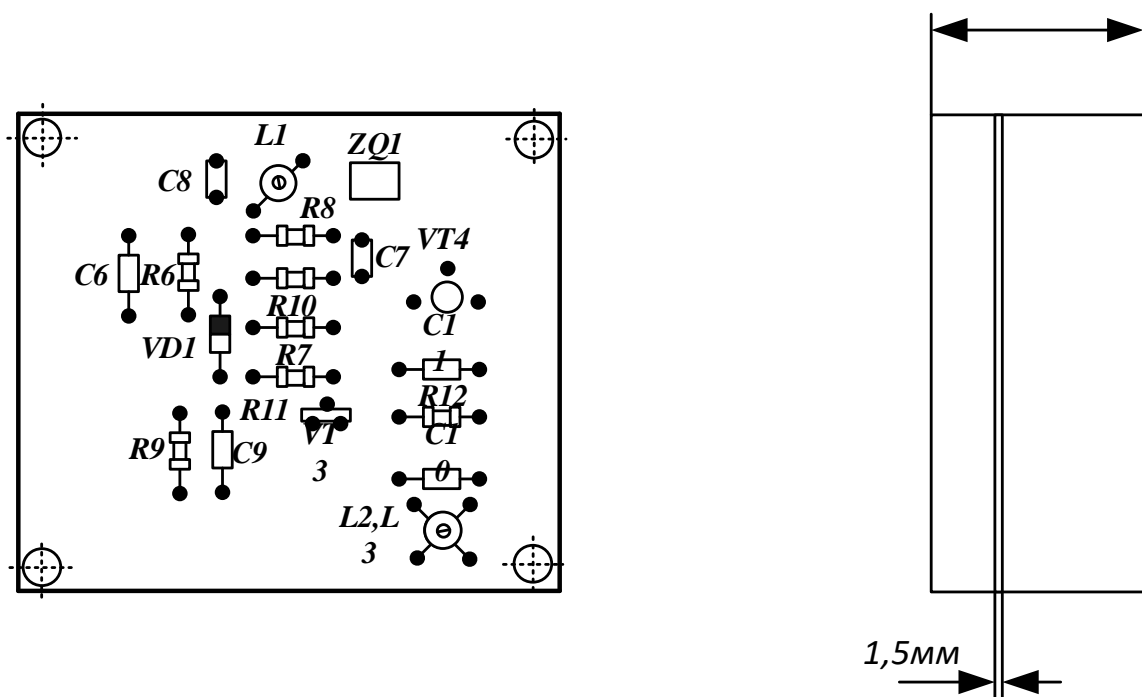 L1
ZQ1
C8
R8
VT4
C7
C6
R6
R10
C1
1
VD1
R7
R12
R11
VT
3
C1
0
R9
C9
L2,L
3
1,5мм